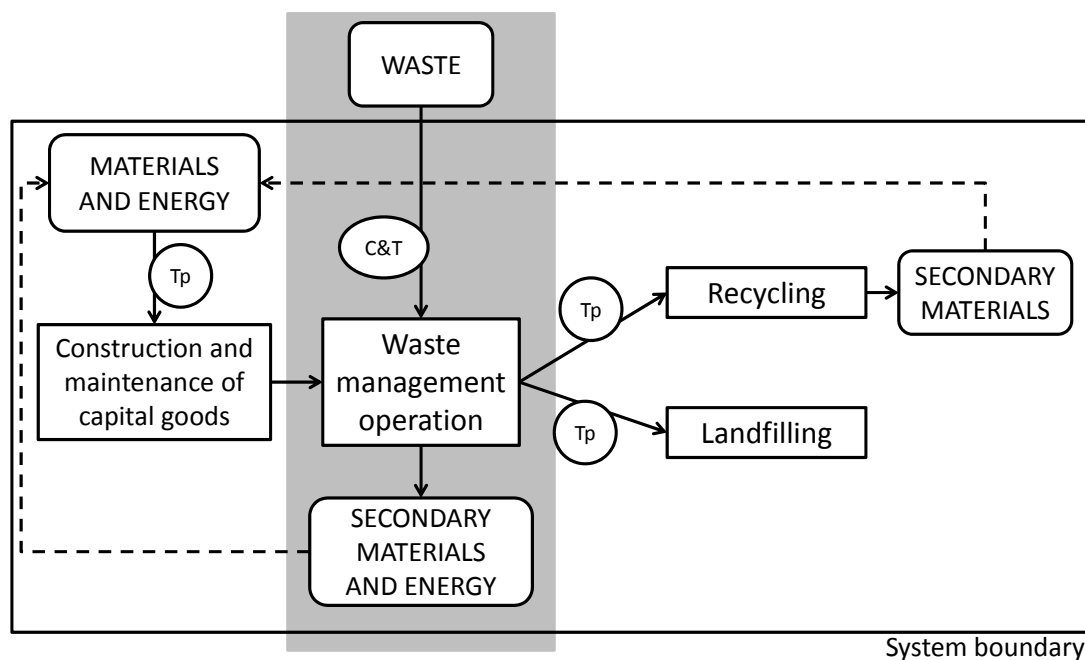 WASTE
MATERIALS
AND ENERGY
C&T
Tp
Construction and
maintenance of
capital goods
Waste
management
operation
Tp
Recycling
SECONDARY
MATERIALS
Tp
Landfilling
SECONDARY
MATERIALS
AND ENERGY
System boundary